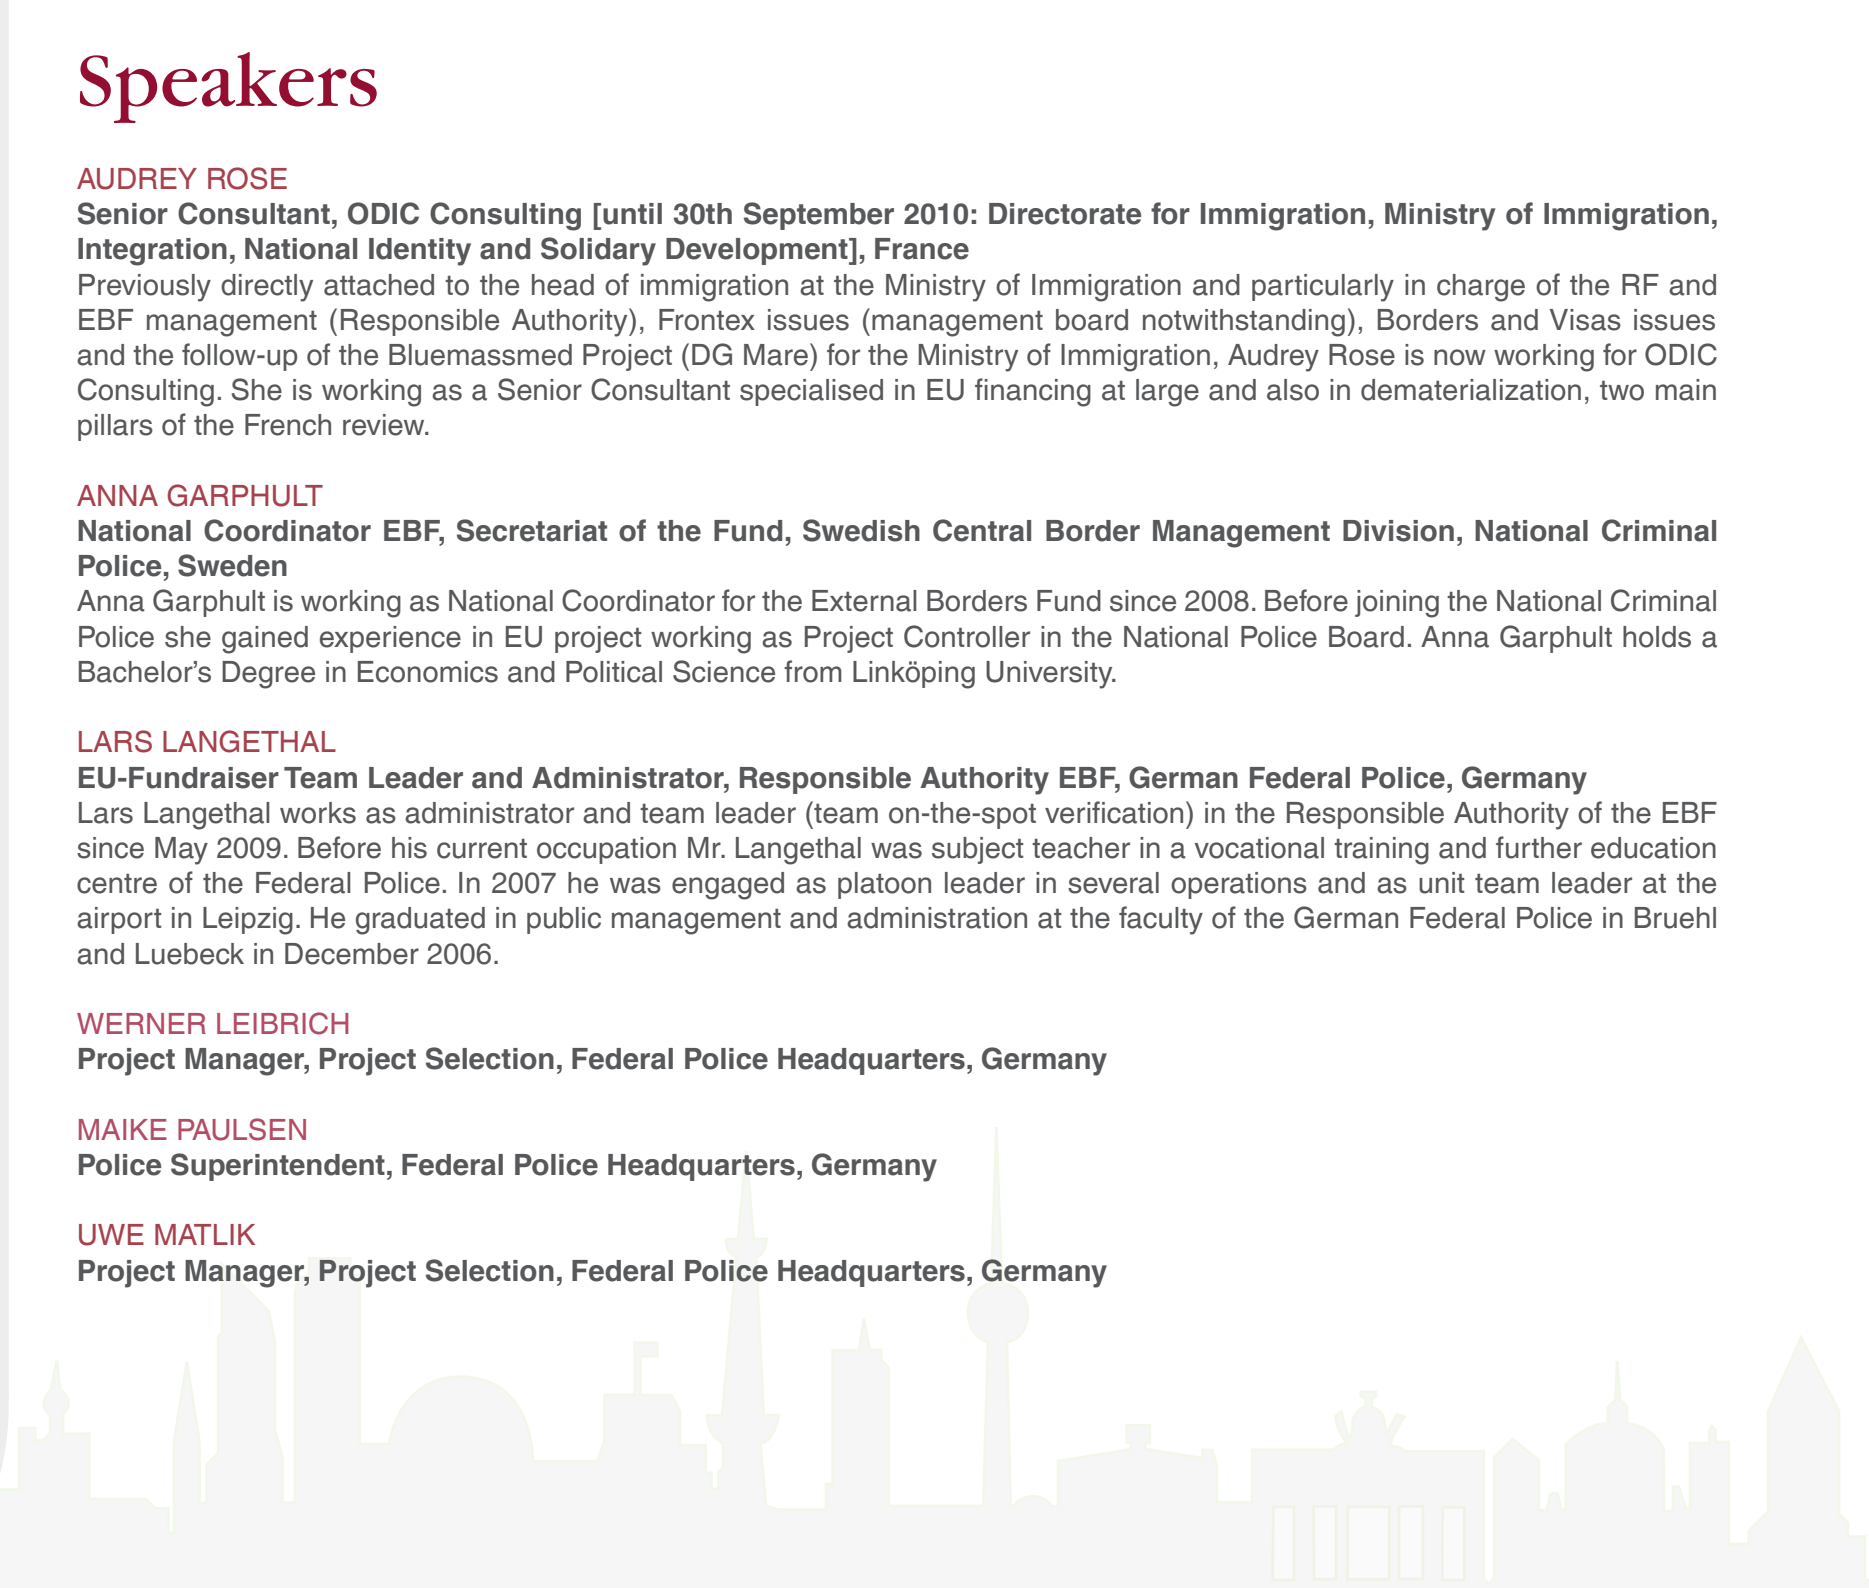 Speakers
AUDREY ROSE
Senior Consultant, ODIC Consulting [until 30th September 2010: Directorate for Immigration, Ministry of Immigration,
Integration, National Identity and Solidary Development], France
Previously directly attached to the head of immigration at the Ministry of Immigration and particularly in charge of the RF and
EBF management (Responsible Authority), Frontex issues (management board notwithstanding), Borders and Visas issues
and the follow-up of the Bluemassmed Project (DG Mare) for the Ministry of Immigration, Audrey Rose is now working for ODIC
Consulting. She is working as a Senior Consultant specialised in EU financing at large and also in dematerialization, two main
pillars of the French review.
ANNA GARPHULT
National Coordinator EBF, Secretariat of the Fund, Swedish Central Border Management Division, National Criminal
Police, Sweden
Anna Garphult is working as National Coordinator for the External Borders Fund since 2008. Before joining the National Criminal
Police she gained experience in EU project working as Project Controller in the National Police Board. Anna Garphult holds a
Bachelor’s Degree in Economics and Political Science from Linköping University.
LARS LANGETHAL
EU-Fundraiser Team Leader and Administrator, Responsible Authority EBF, German Federal Police, Germany
Lars Langethal works as administrator and team leader (team on-the-spot verification) in the Responsible Authority of the EBF
since May 2009. Before his current occupation Mr. Langethal was subject teacher in a vocational training and further education
centre of the Federal Police. In 2007 he was engaged as platoon leader in several operations and as unit team leader at the
airport in Leipzig. He graduated in public management and administration at the faculty of the German Federal Police in Bruehl
and Luebeck in December 2006.
WERNER LEIBRICH
Project Manager, Project Selection, Federal Police Headquarters, Germany
MAIKE PAULSEN
Police Superintendent, Federal Police Headquarters, Germany
UWE MATLIK
Project Manager, Project Selection, Federal Police Headquarters, Germany